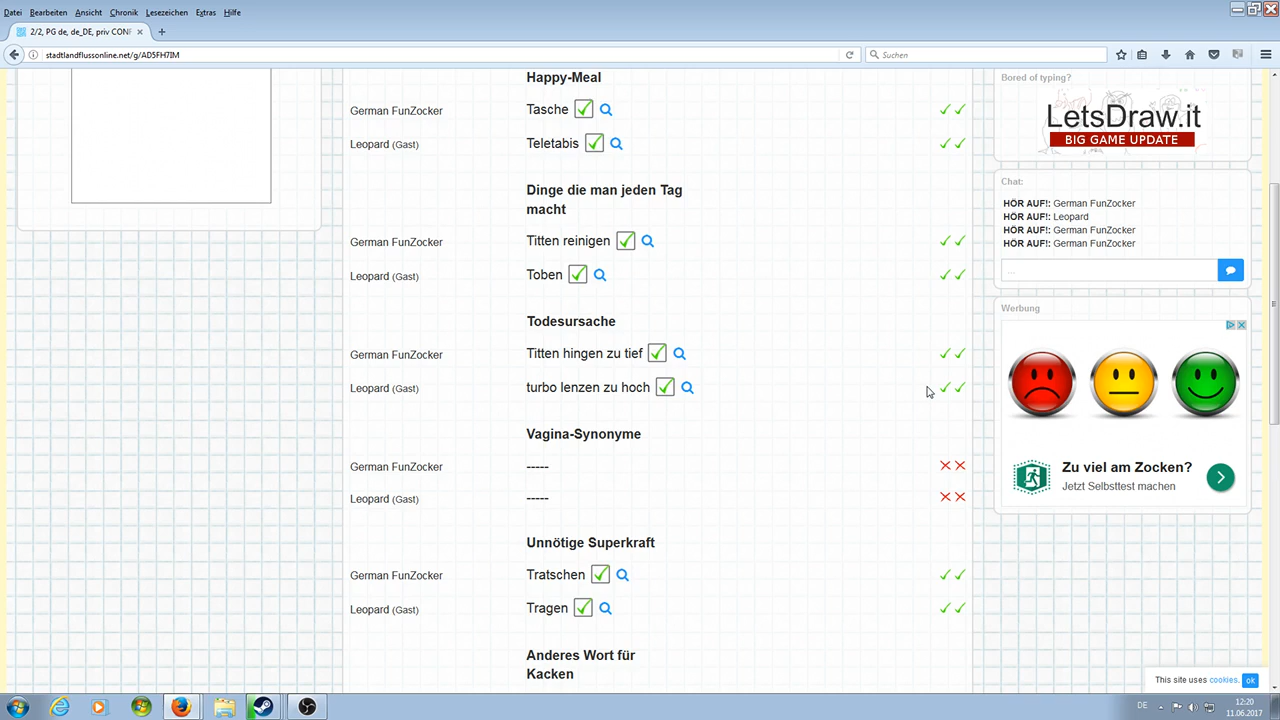 Datei Bearbeiten Ansicht Chronik Lesezeichen Extras Hilfe
2/2, PG de, de_DE, priv CONF
stadtlandflussonline.net/g/AD5FH7IM
Suchen
Happy-Meal
German FunZocker Tasche
Leopard (Gast) Teletabis
Dinge die man jeden Tag
macht
German FunZocker Titten reinigen
Leopard (Gast) Toben
Todesursache
German FunZocker Titten hingen zu tief
Leopard (Gast) turbo lenzen zu hoch
Vagina-Synonyme
German FunZocker -----
Leopard (Gast) -----
Unnötige Superkraft
German FunZocker Tratschen
Leopard (Gast) Tragen
Anderes Wort für
Kacken
Bored of typing?
LetsDraw.it
BIG GAME UPDATE
Chat:
HÖR AUF!: German FunZocker
HÖR AUF!: Leopard
HÖR AUF!: German FunZocker
HÖR AUF!: German FunZocker
...
Werbung
Zu viel am Zocken?
Jetzt Selbsttest machen
This site uses cookies. ok
DE
12:20
11.06.2017